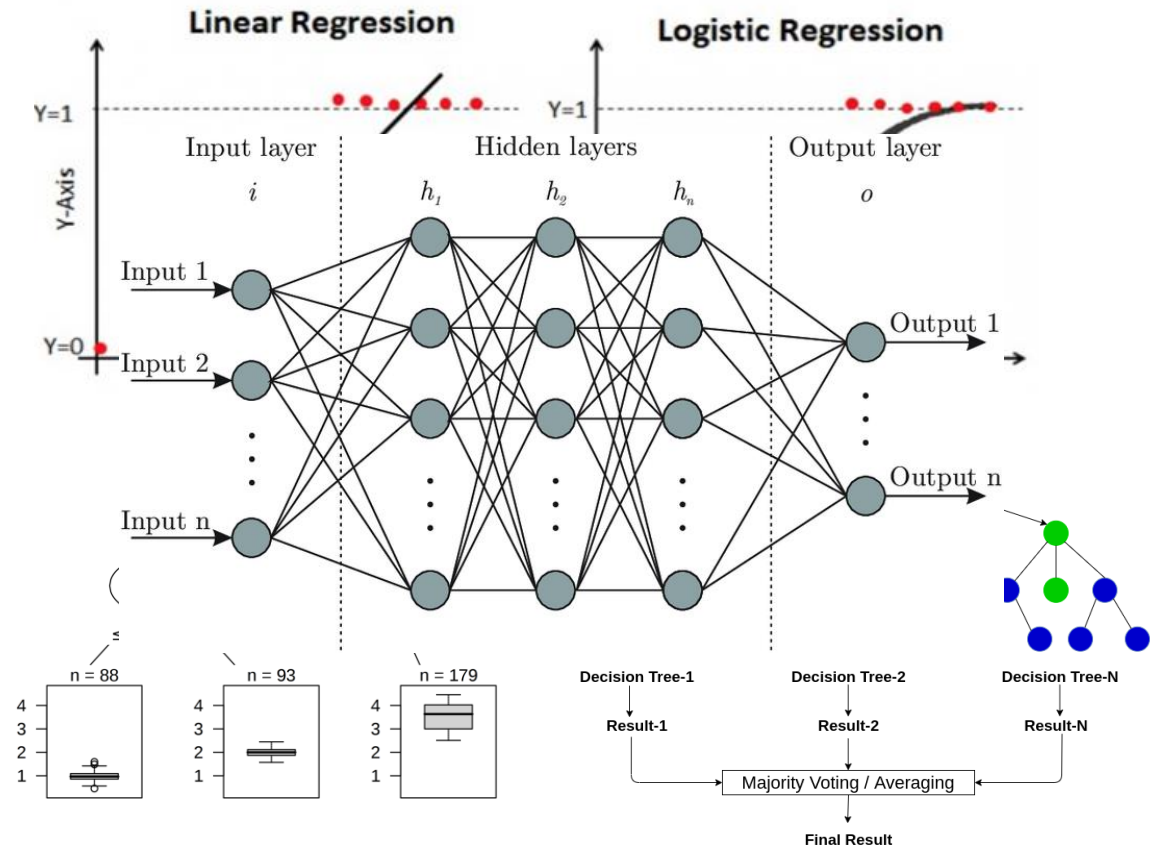 Linear Regression
Logistic Regression
Y=1
Y=1
Y-Axis
Input layer
Hidden layers
Output layer
i
h1
h2
hn
o
Input 1
Output 1
Y=0
Input 2
Output n
Input n
n = 88
n = 93
n = 179
4
3
2
1
4
3
2
1
4
3
2
1
Decision Tree-1
Decision Tree-2
Decision Tree-N
Result-1
Result-2
Result-N
Majority Voting / Averaging
Final Result